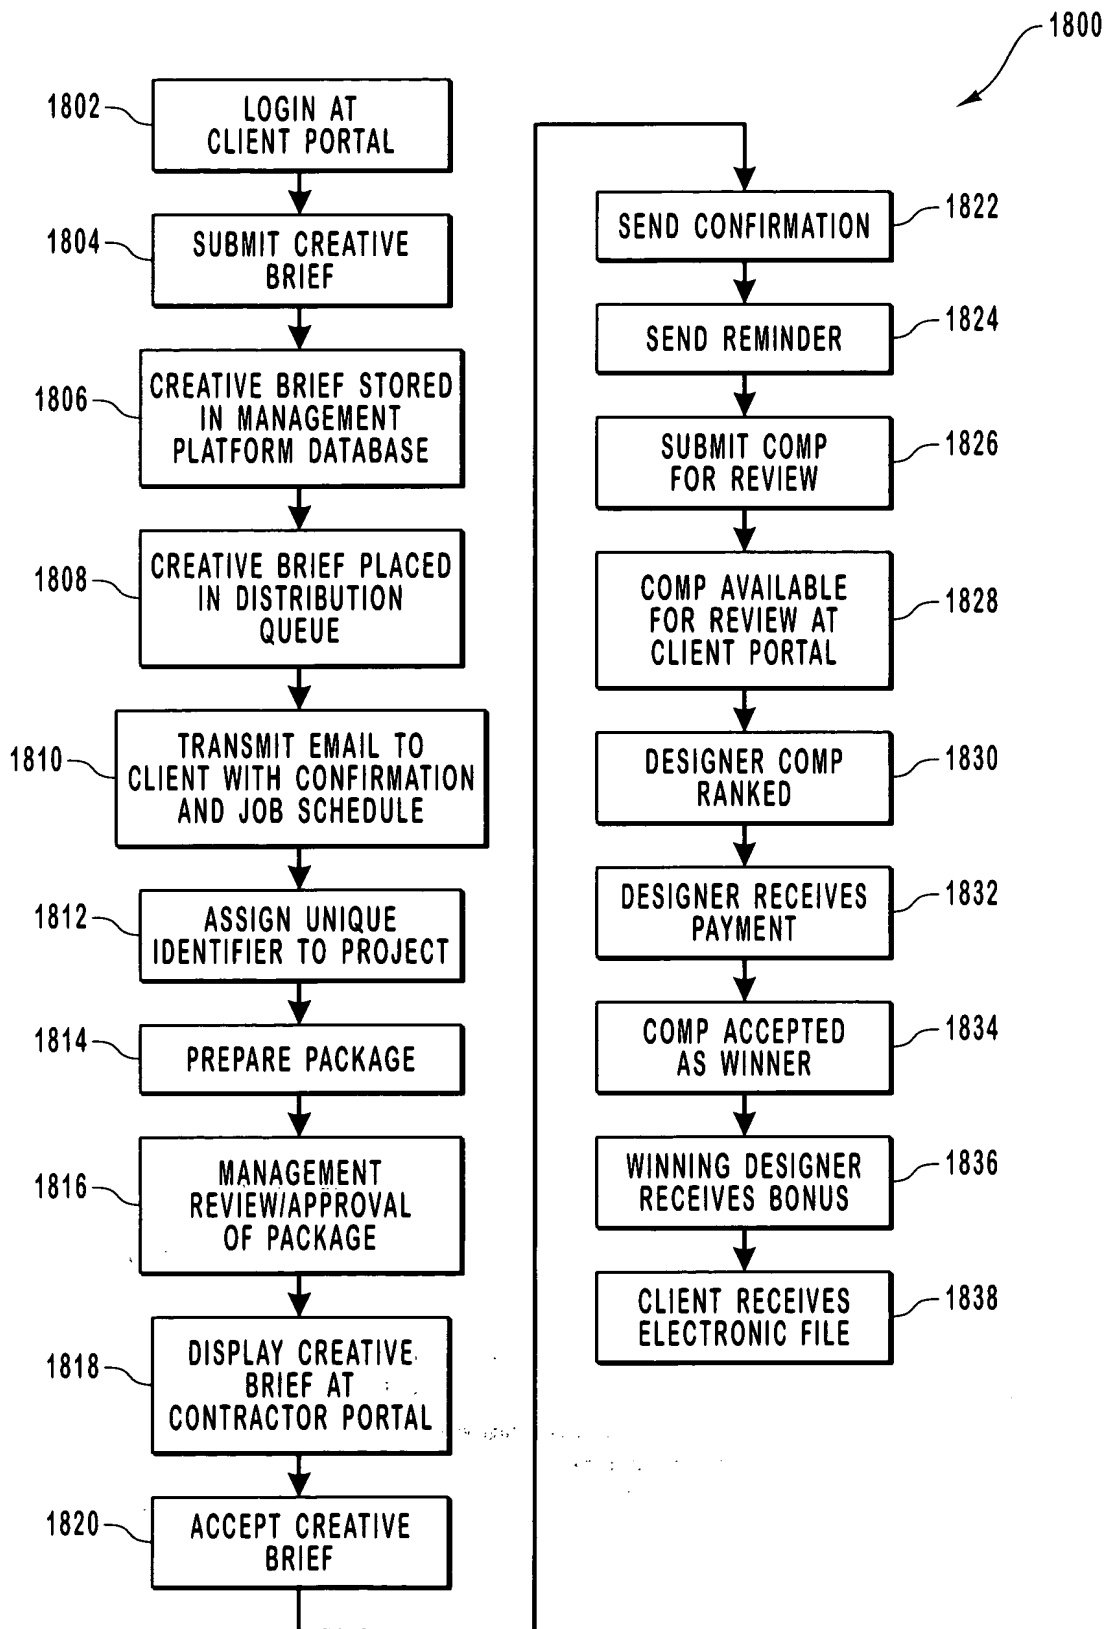 1800
1802
LOGIN AT
CLIENT PORTAL
1804
SUBMIT CREATIVE
BRIEF
1806
CREATIVE BRIEF STORED
IN MANAGEMENT
PLATFORM DATABASE
1808
CREATIVE BRIEF PLACED
IN DISTRIBUTION
QUEUE
1810
TRANSMIT EMAIL TO
CLIENT WITH CONFIRMATION
AND JOB SCHEDULE
1812
ASSIGN UNIQUE
IDENTIFIER TO PROJECT
1814
PREPARE PACKAGE
1816
MANAGEMENT
REVIEW/APPROVAL
OF PACKAGE
1818
DISPLAY CREATIVE
BRIEF AT
CONTRACTOR PORTAL
1820
ACCEPT CREATIVE
BRIEF
SEND CONFIRMATION
1822
SEND REMINDER
1824
SUBMIT COMP
FOR REVIEW
1826
COMP AVAILABLE
FOR REVIEW AT
CLIENT PORTAL
1828
DESIGNER COMP
RANKED
1830
DESIGNER RECEIVES
PAYMENT
1832
COMP ACCEPTED
AS WINNER
1834
WINNING DESIGNER
RECEIVES BONUS
1836
CLIENT RECEIVES
ELECTRONIC FILE
1838